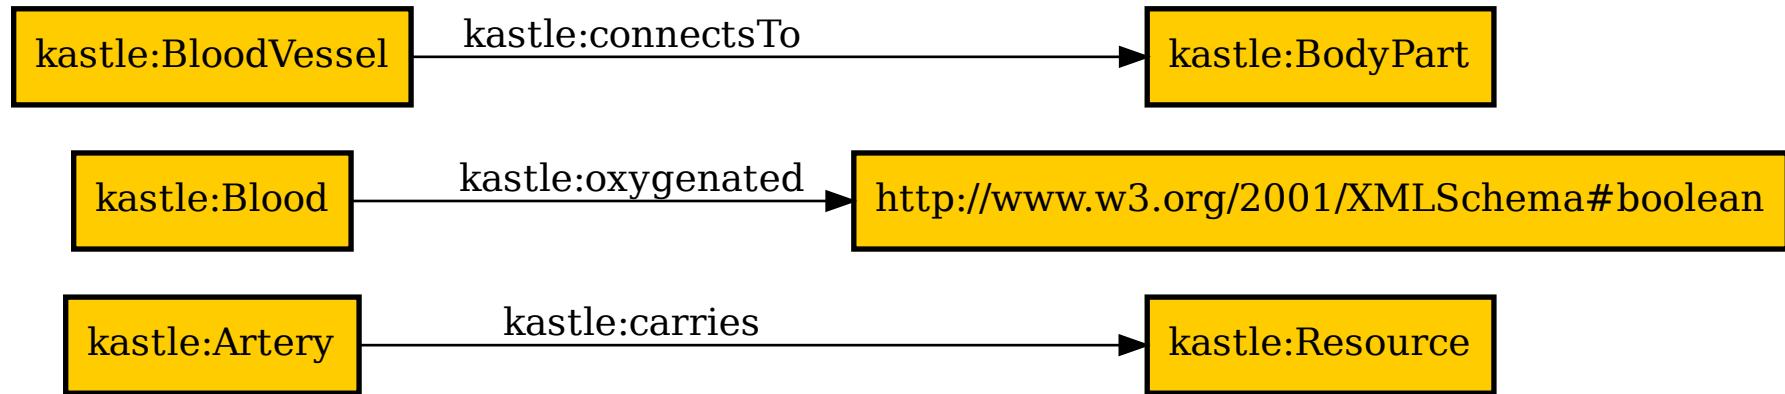 kastle:BloodVessel kastle:connectsTo kastle:BodyPart
kastle:Blood kastle:oxygenated http://www.w3.org/2001/XMLSchema#boolean
kastle:Artery kastle:carries kastle:Resource